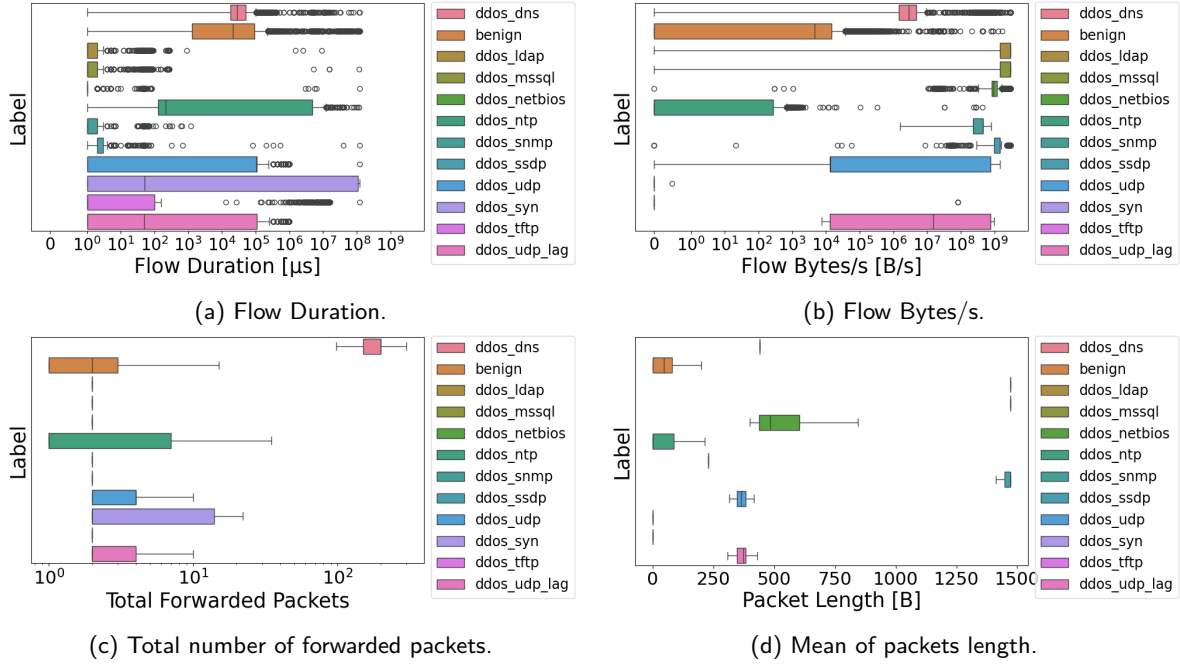 Label
0 10⁰ 10¹ 10² 10³ 10⁴ 10⁵ 10⁶ 10⁷ 10⁸ 10⁹
Flow Duration [µs]
ddos_dns
benign
ddos_ldap
ddos_mssql
ddos_netbios
ddos_ntp
ddos_snmp
ddos_ssdp
ddos_udp
ddos_syn
ddos_tftp
ddos_udp_lag
(a) Flow Duration.
Label
0 10⁰ 10¹ 10² 10³ 10⁴ 10⁵ 10⁶ 10⁷ 10⁸ 10⁹
Flow Bytes/s [B/s]
ddos_dns
benign
ddos_ldap
ddos_mssql
ddos_netbios
ddos_ntp
ddos_snmp
ddos_ssdp
ddos_udp
ddos_syn
ddos_tftp
ddos_udp_lag
(b) Flow Bytes/s.
Label
10⁰ 10¹ 10²
Total Forwarded Packets
ddos_dns
benign
ddos_ldap
ddos_mssql
ddos_netbios
ddos_ntp
ddos_snmp
ddos_ssdp
ddos_udp
ddos_syn
ddos_tftp
ddos_udp_lag
(c) Total number of forwarded packets.
Label
0 250 500 750 1000 1250 1500
Packet Length [B]
ddos_dns
benign
ddos_ldap
ddos_mssql
ddos_netbios
ddos_ntp
ddos_snmp
ddos_ssdp
ddos_udp
ddos_syn
ddos_tftp
ddos_udp_lag
(d) Mean of packets length.